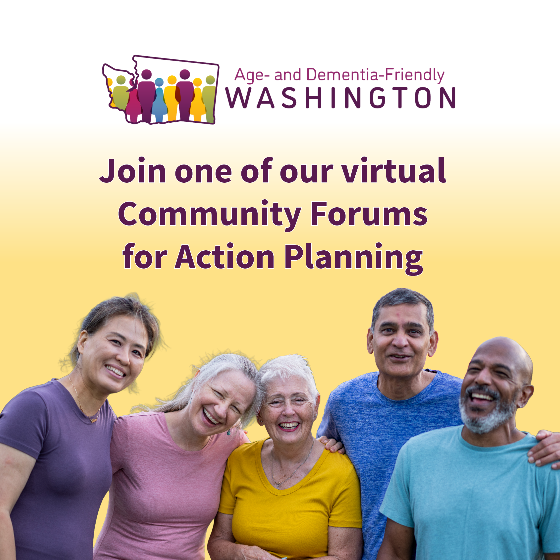 Age- and Dementia-Friendly
WASHINGTON
Join one of our virtual
Community Forums
for Action Planning